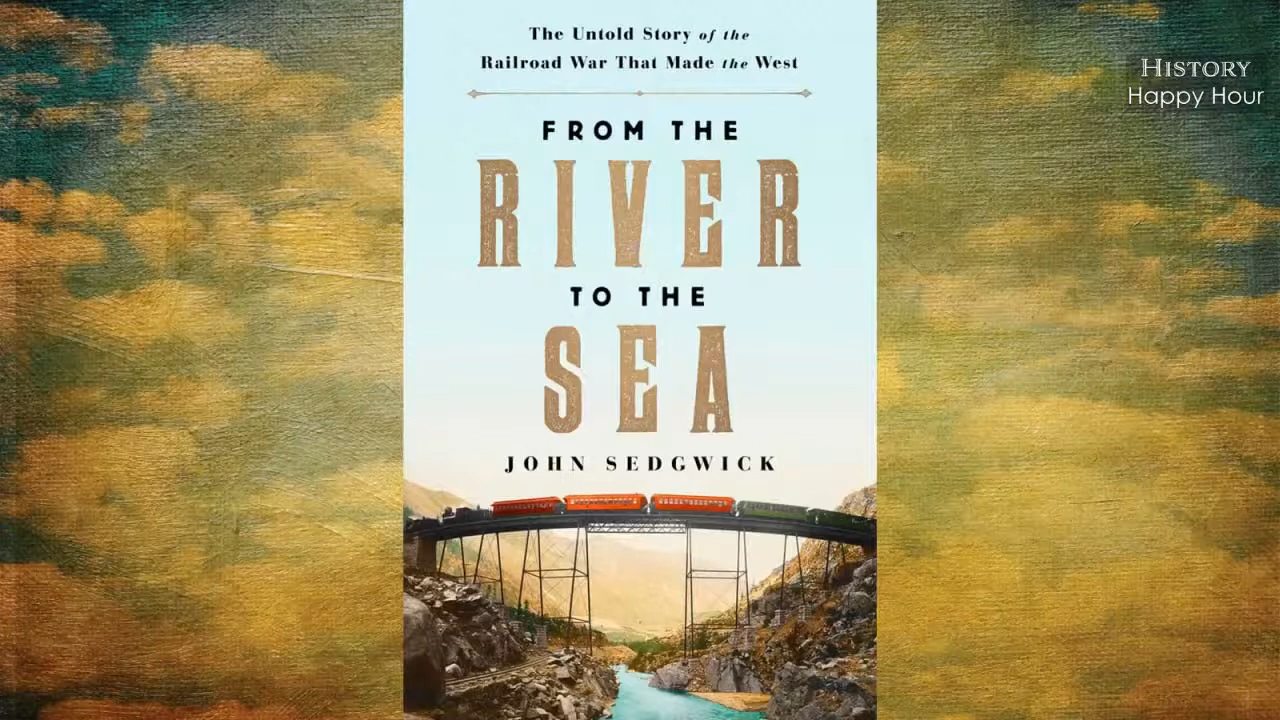 The Untold Story of the
Railroad War That Made the West
FROM THE
RIVER
TO THE
SEA
JOHN SEDGWICK
HISTORY
Happy Hour